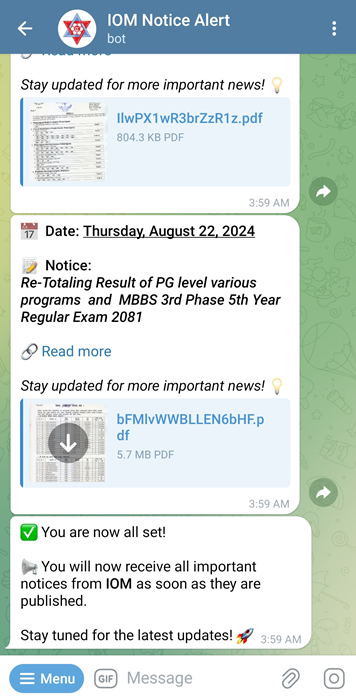 IOM Notice Alert
bot
Read more
Stay updated for more important news! 💡
IlwPX1wR3brZzR1z.pdf
804.3 KB PDF
3:59 AM
📅 Date: Thursday, August 22, 2024
📝 Notice:
Re-Totaling Result of PG level various
programs and MBBS 3rd Phase 5th Year
Regular Exam 2081
🔗 Read more
Stay updated for more important news! 💡
bFMlvWWBLLEN6bHF.p
df
5.7 MB PDF
3:59 AM
✅ You are now all set!
📢 You will now receive all important
notices from IOM as soon as they are
published.
Stay tuned for the latest updates! 🚀 3:59 AM
Menu
GIF
Message